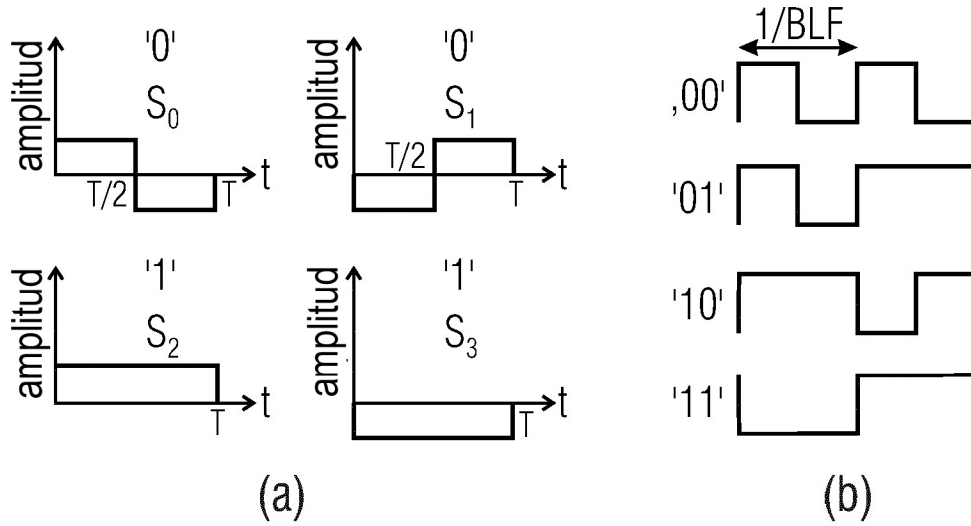 '0'
S0
amplitud
T/2
T
t
'0'
S1
amplitud
T/2
T
t
'1'
S2
amplitud
T
t
'1'
S3
amplitud
T
t
(a)
1/BLF
,00'
'01'
'10'
'11'
(b)